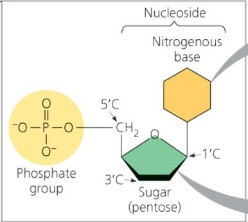 Nucleoside
Nitrogenous
base
5'C
O
⁻O–P–O
CH₂
O
O⁻
1'C
Phosphate
group
3'C
Sugar
(pentose)